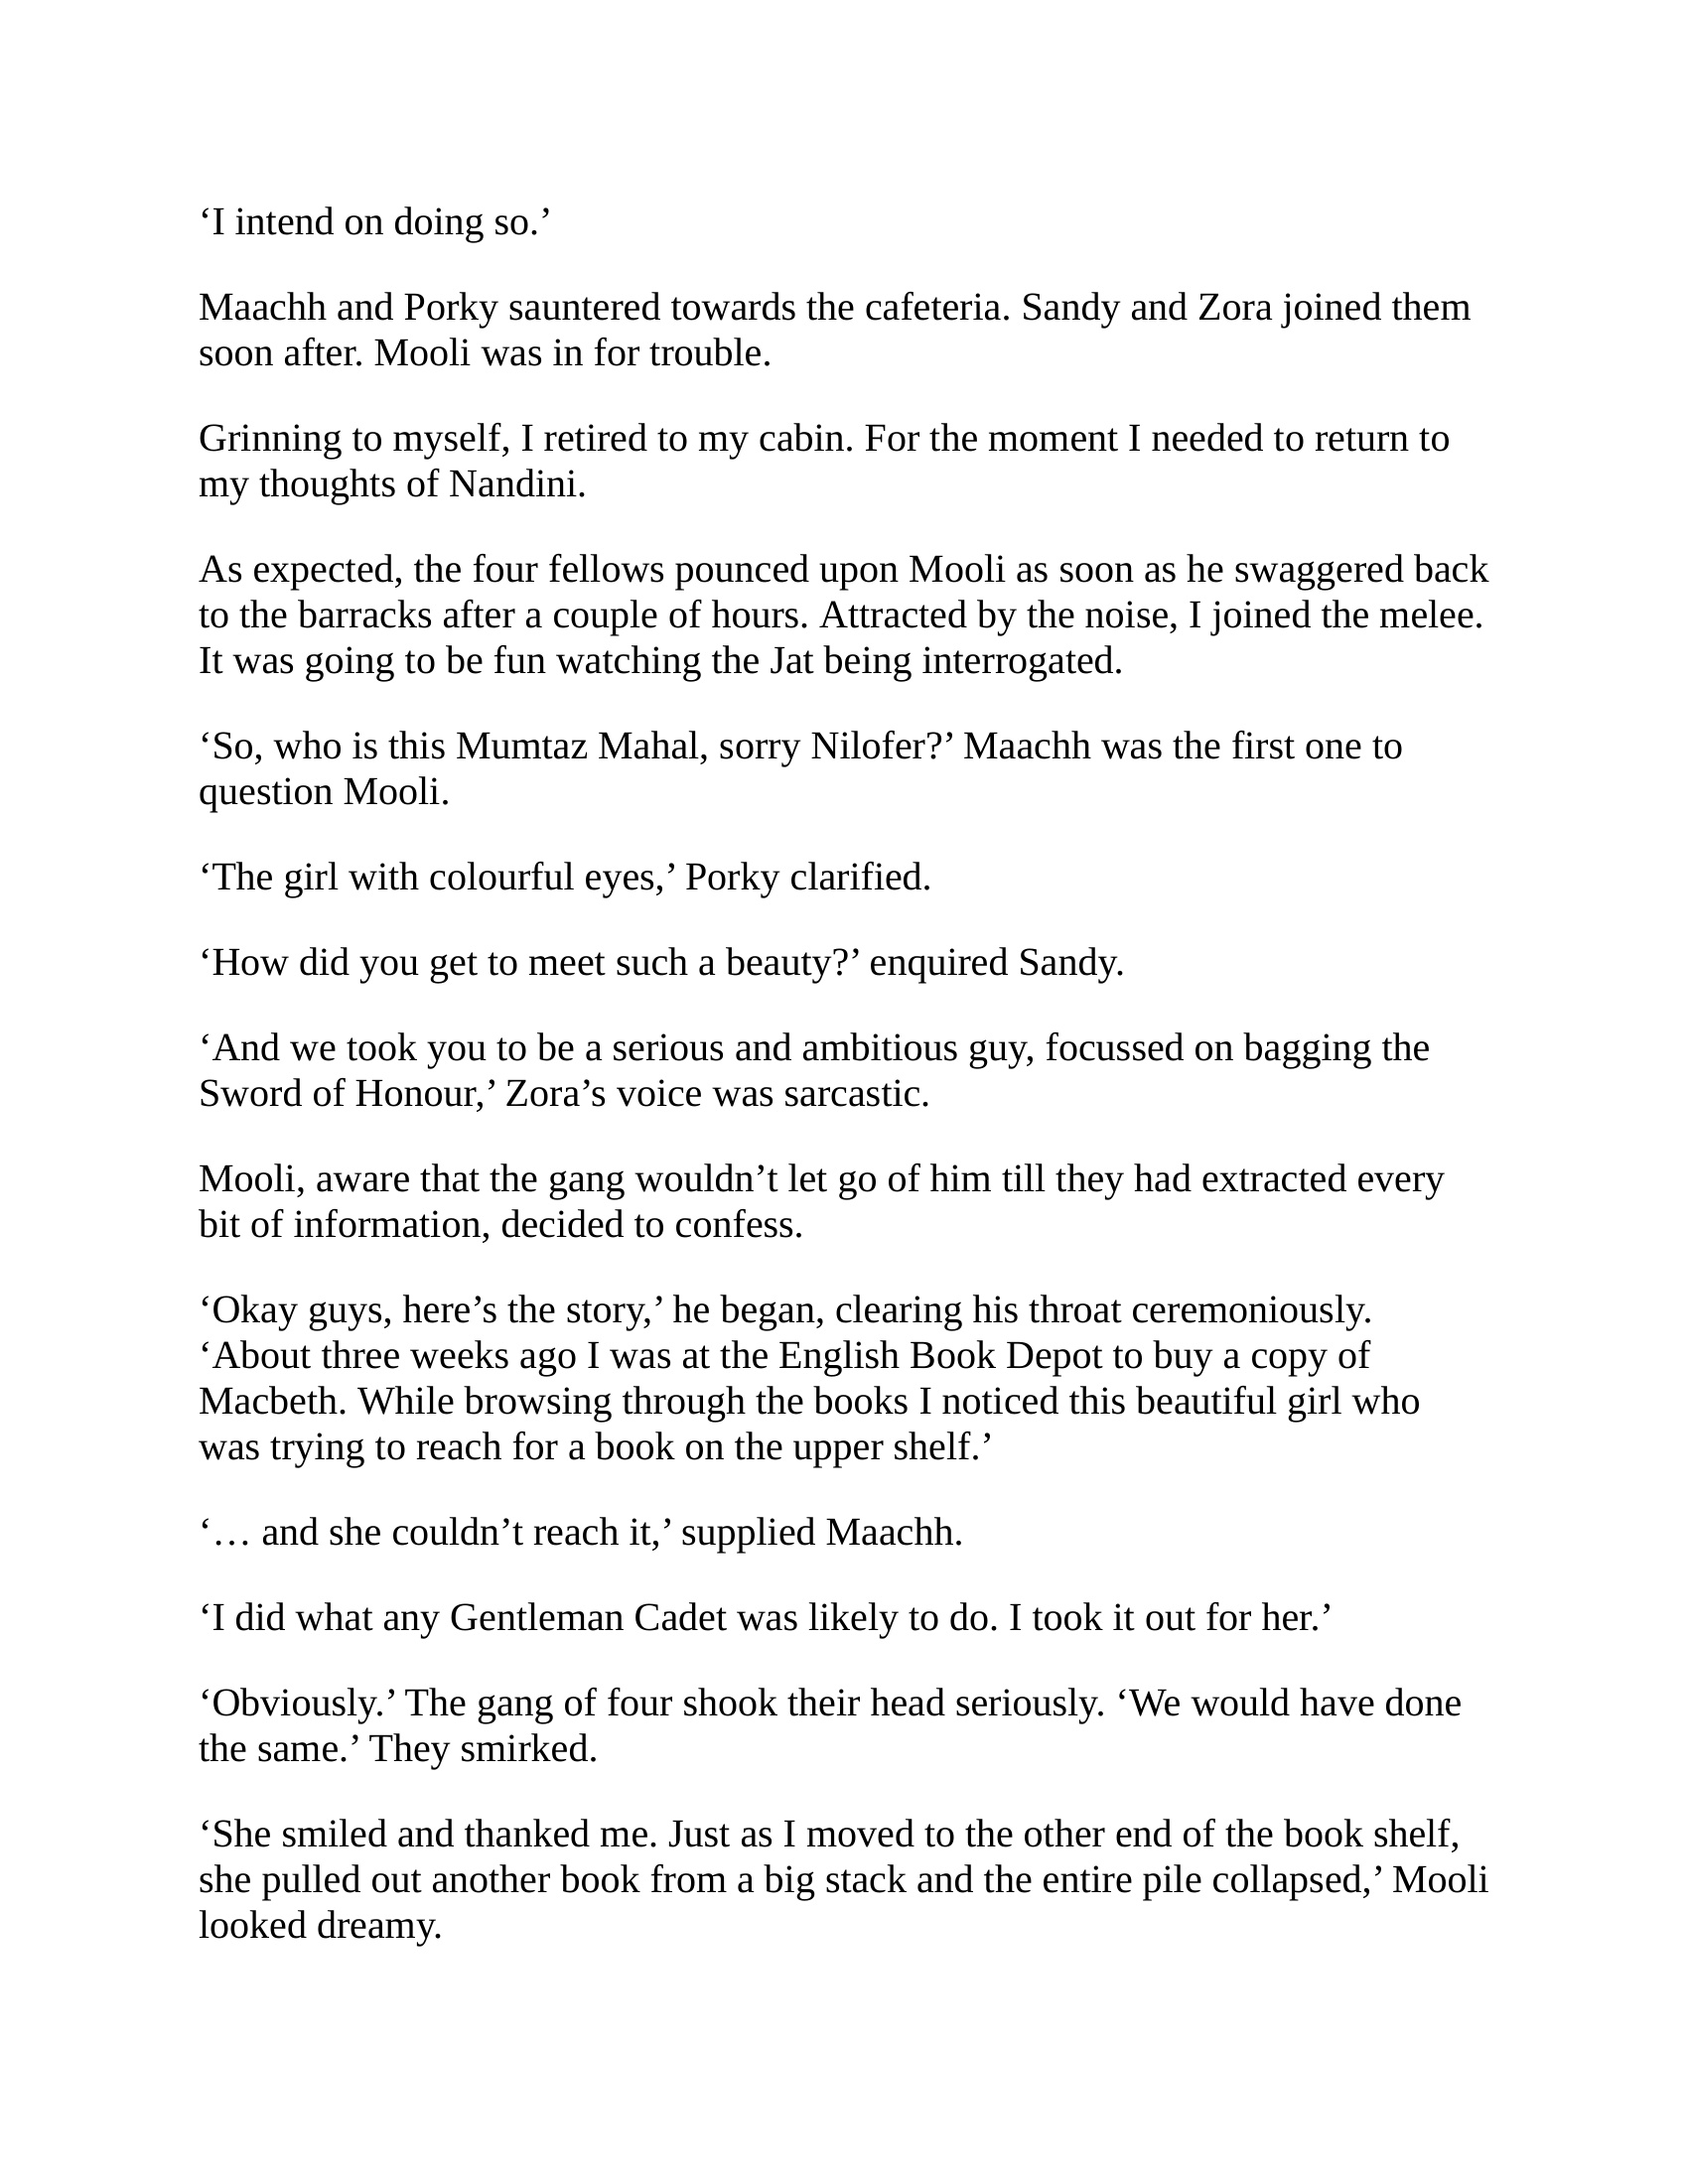 ‘I intend on doing so.’
Maachh and Porky sauntered towards the cafeteria. Sandy and Zora joined them
soon after. Mooli was in for trouble.
Grinning to myself, I retired to my cabin. For the moment I needed to return to
my thoughts of Nandini.
As expected, the four fellows pounced upon Mooli as soon as he swaggered back
to the barracks after a couple of hours. Attracted by the noise, I joined the melee.
It was going to be fun watching the Jat being interrogated.
‘So, who is this Mumtaz Mahal, sorry Nilofer?’ Maachh was the first one to
question Mooli.
‘The girl with colourful eyes,’ Porky clarified.
‘How did you get to meet such a beauty?’ enquired Sandy.
‘And we took you to be a serious and ambitious guy, focussed on bagging the
Sword of Honour,’ Zora’s voice was sarcastic.
Mooli, aware that the gang wouldn’t let go of him till they had extracted every
bit of information, decided to confess.
‘Okay guys, here’s the story,’ he began, clearing his throat ceremoniously.
‘About three weeks ago I was at the English Book Depot to buy a copy of
Macbeth. While browsing through the books I noticed this beautiful girl who
was trying to reach for a book on the upper shelf.’
‘… and she couldn’t reach it,’ supplied Maachh.
‘I did what any Gentleman Cadet was likely to do. I took it out for her.’
‘Obviously.’ The gang of four shook their head seriously. ‘We would have done
the same.’ They smirked.
‘She smiled and thanked me. Just as I moved to the other end of the book shelf,
she pulled out another book from a big stack and the entire pile collapsed,’ Mooli
looked dreamy.